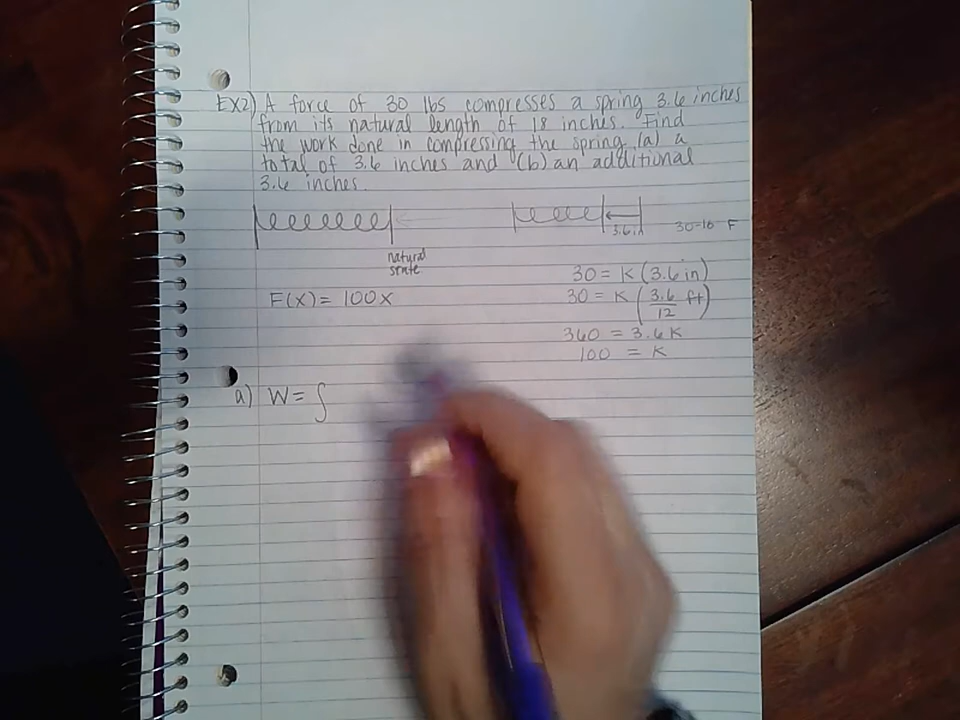 EX2) A force of 30 lbs compresses a spring 3.6 inches
from its natural length of 18 inches. Find
the work done in compressing the spring (a) a
total of 3.6 inches and (b) an additional
3.6 inches.
3.6 in
natural
state
30 = K (3.6 in)
F(x) = 100x
30 = K (3.6/12 ft)
360 = 3.6 K
100 = K
a) W = ∫